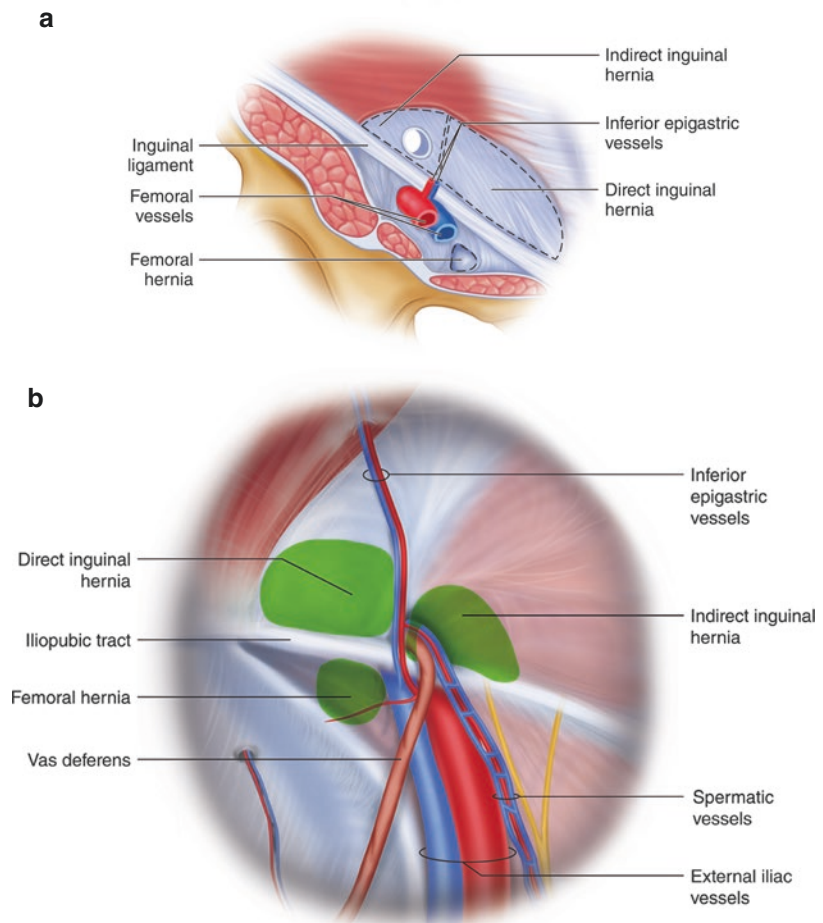 a
Indirect inguinal
hernia
Inguinal
ligament
Inferior epigastric
vessels
Femoral
vessels
Direct inguinal
hernia
Femoral
hernia
b
Inferior
epigastric
vessels
Direct inguinal
hernia
Indirect inguinal
hernia
Iliopubic tract
Femoral hernia
Vas deferens
Spermatic
vessels
External iliac
vessels